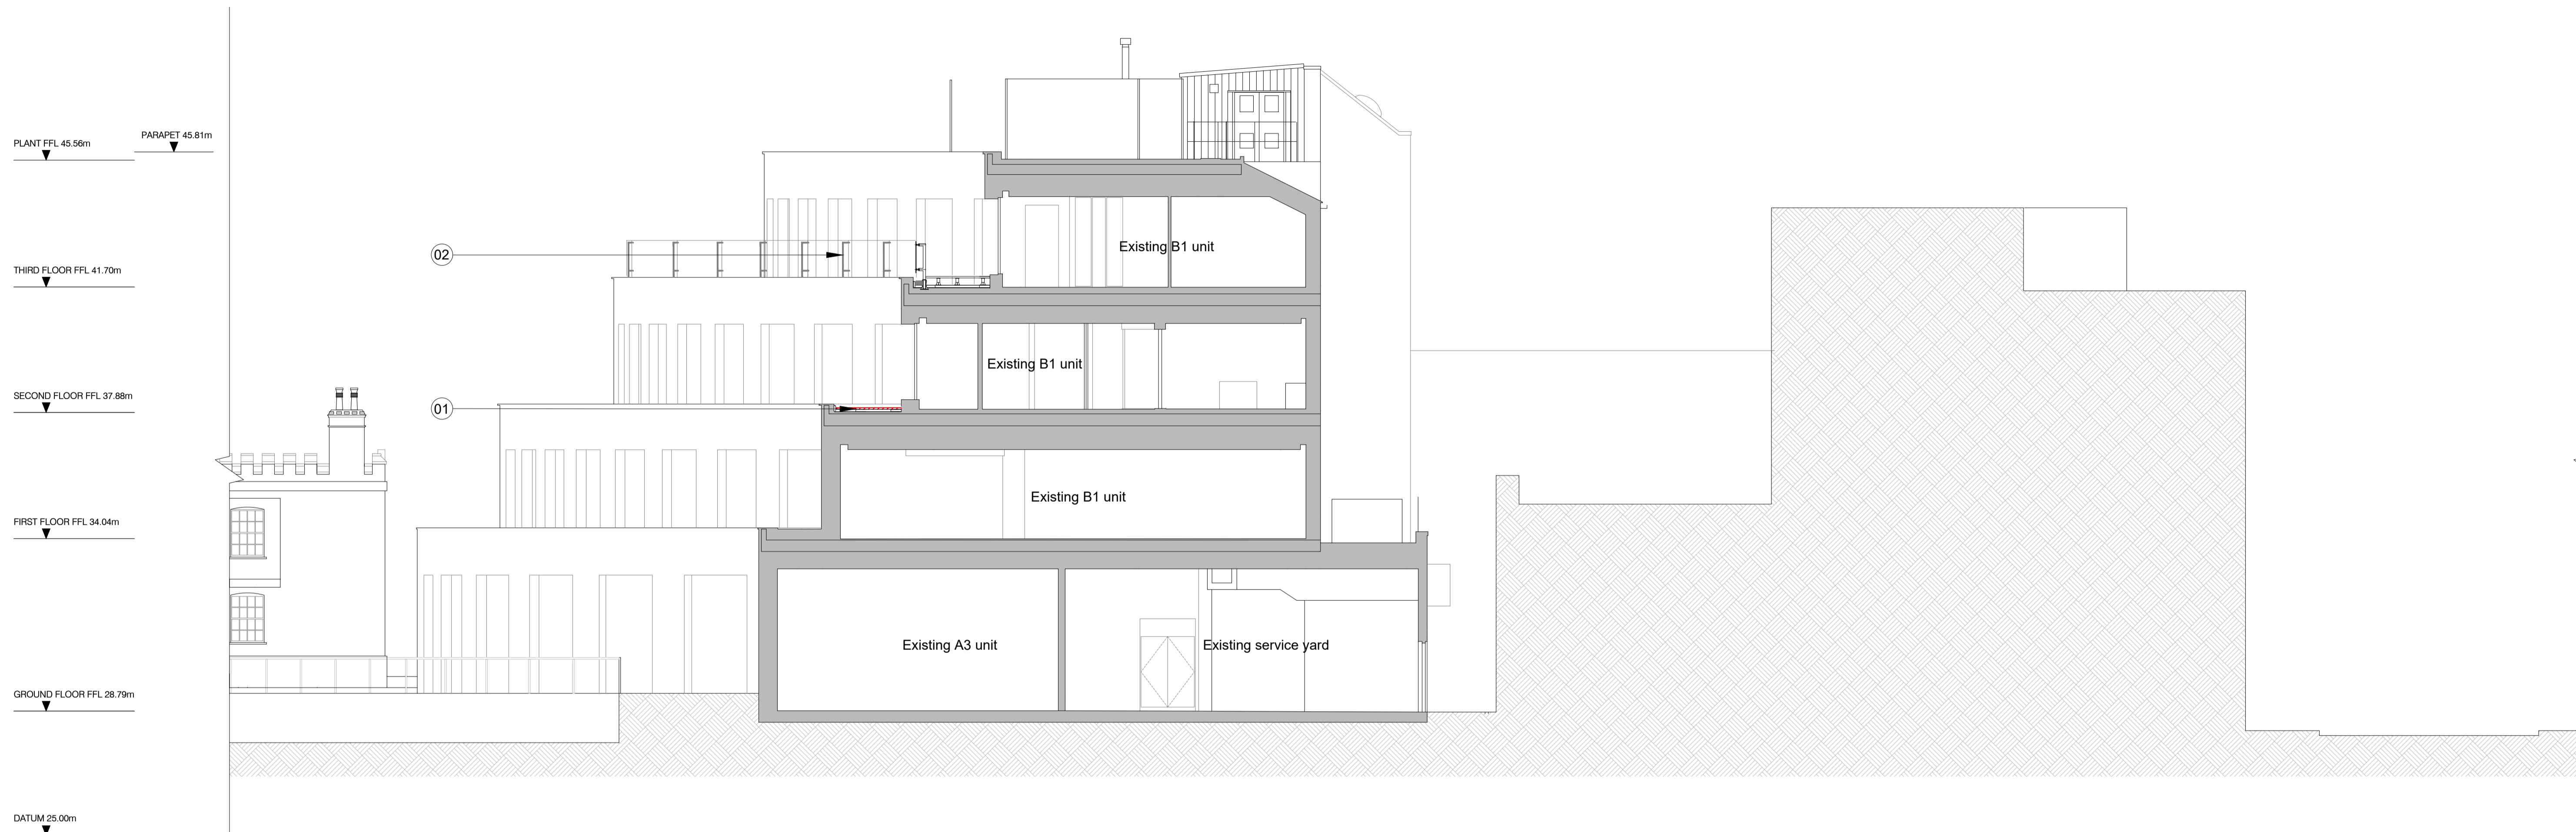 PARAPET 45.81m
PLANT FFL 45.56m
Existing B1 unit
02
THIRD FLOOR FFL 41.70m
Existing B1 unit
SECOND FLOOR FFL 37.88m
01
Existing B1 unit
FIRST FLOOR FFL 34.04m
Existing A3 unit
Existing service yard
GROUND FLOOR FFL 28.79m
DATUM 25.00m